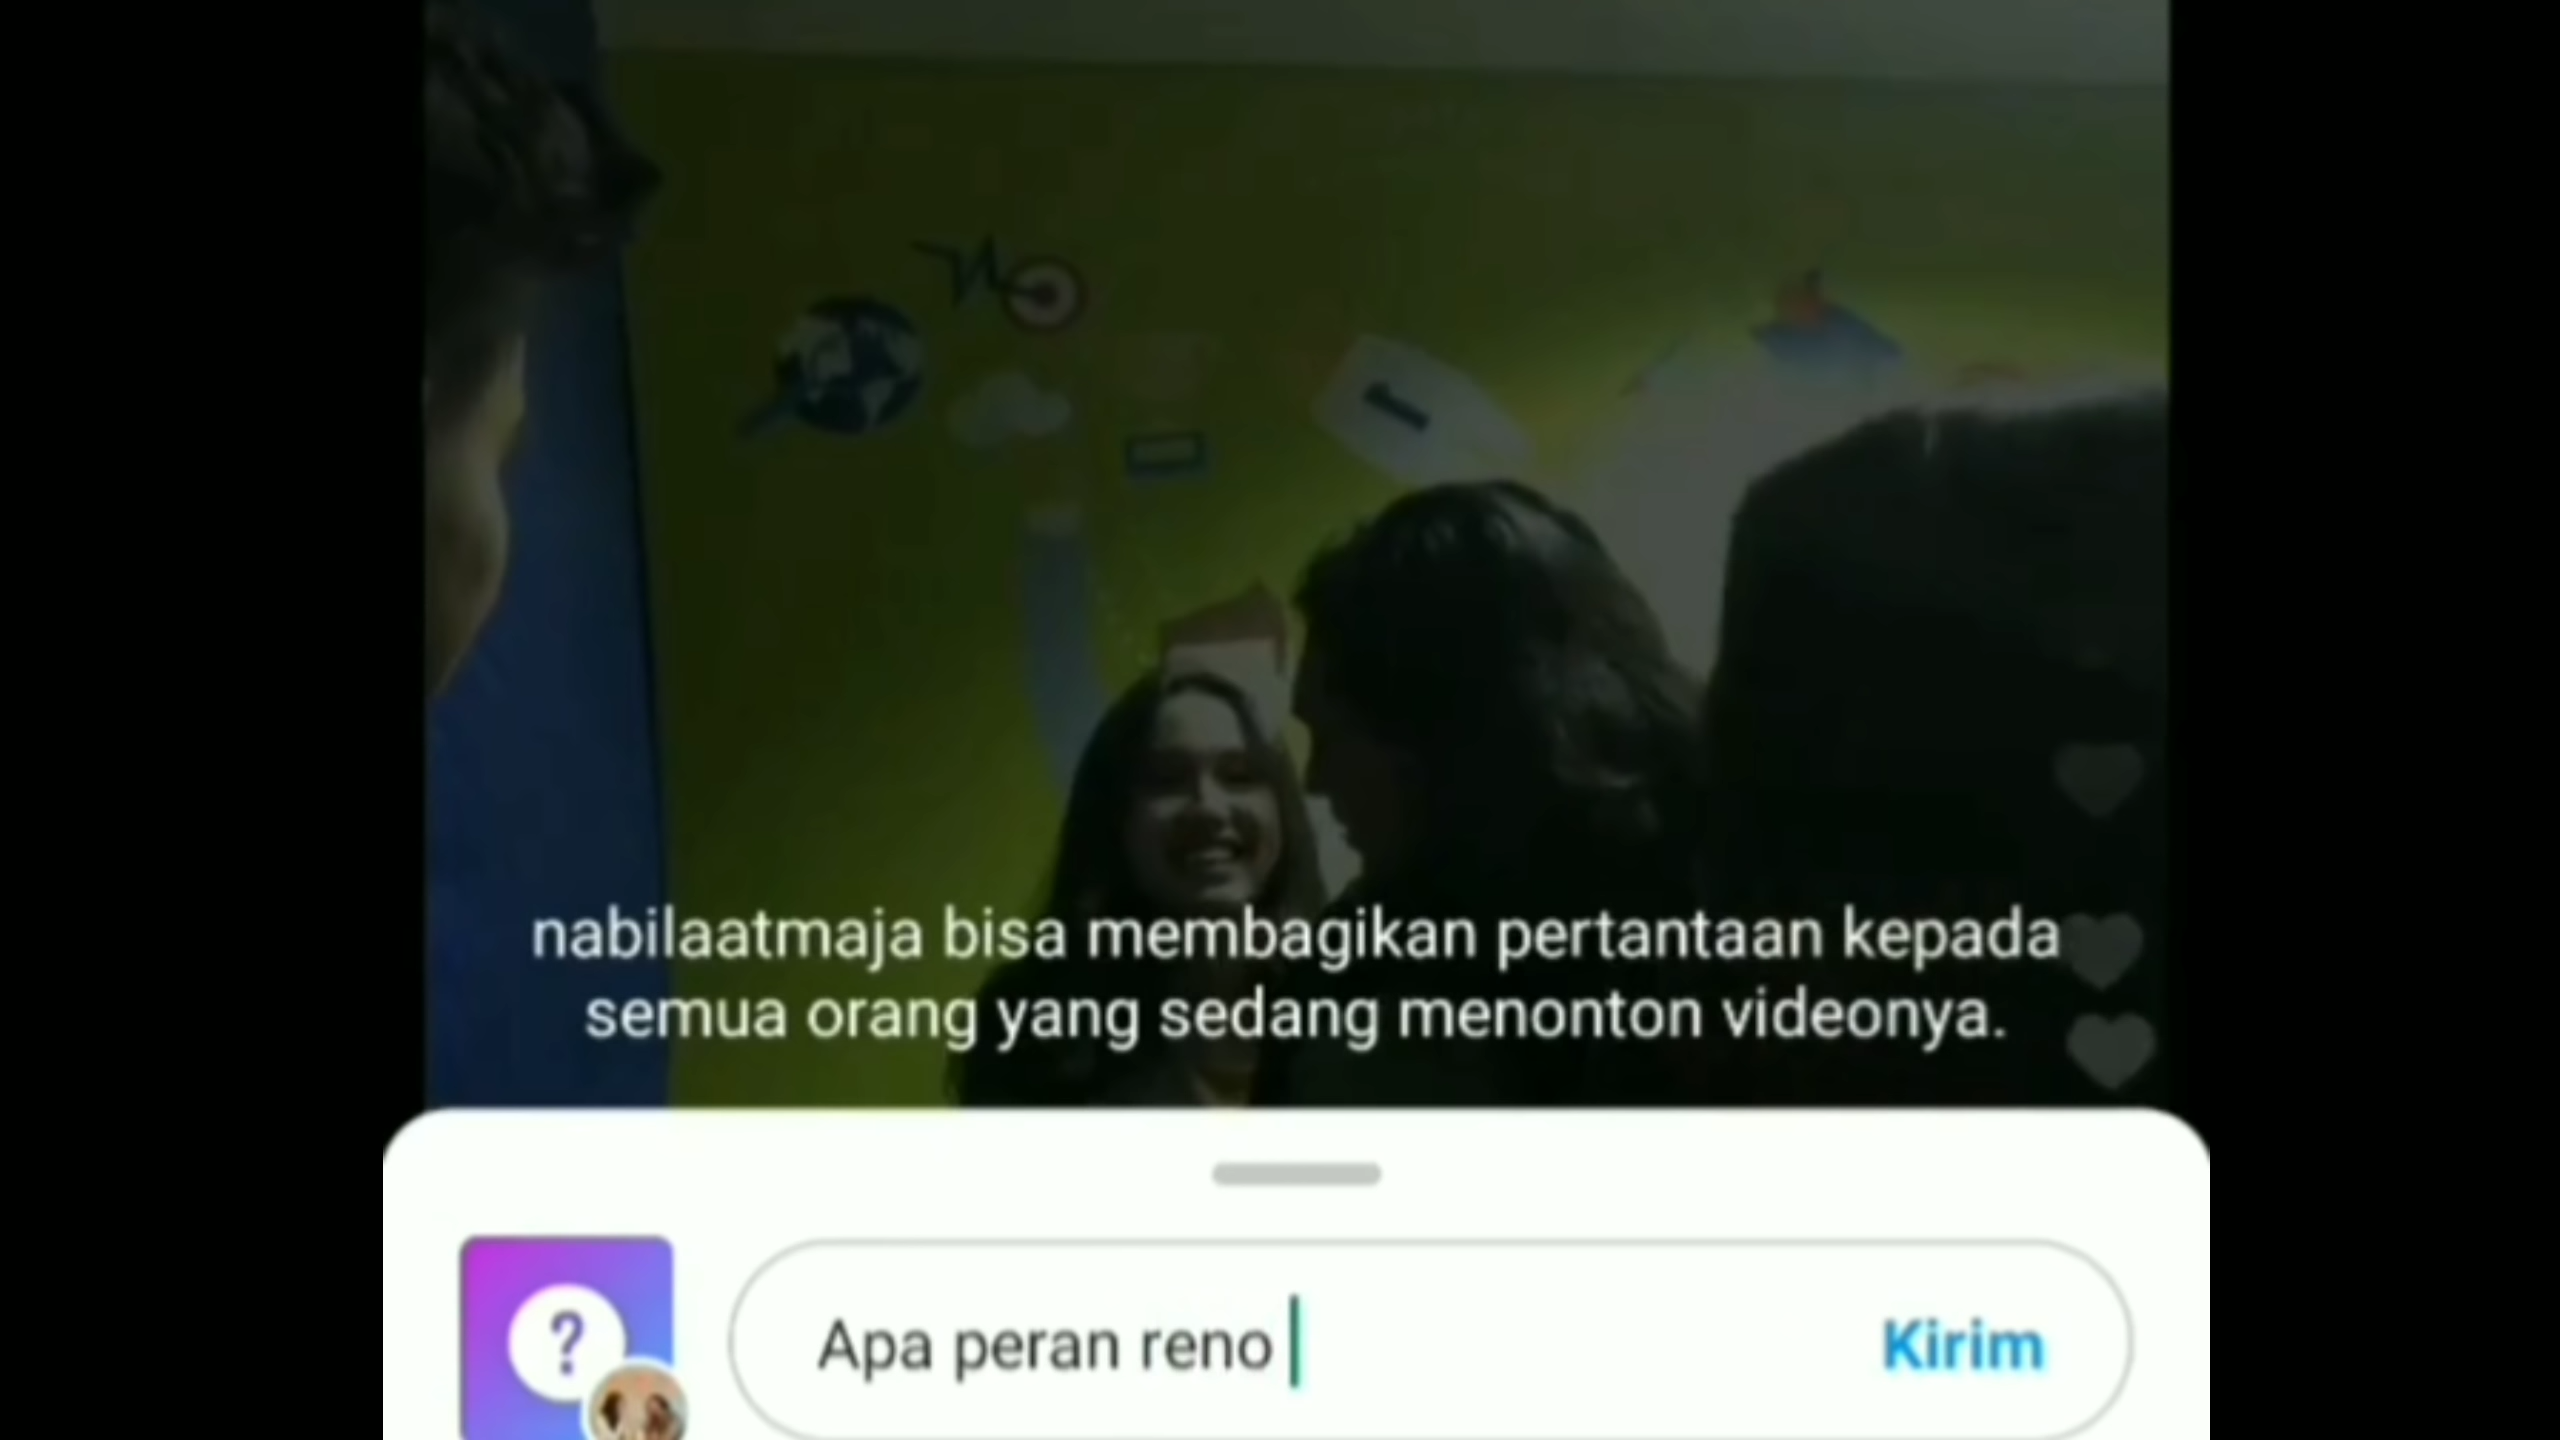 nabilaatmaja bisa membagikan pertantaan kepada
semua orang yang sedang menonton videonya.
?
Apa peran reno
Kirim